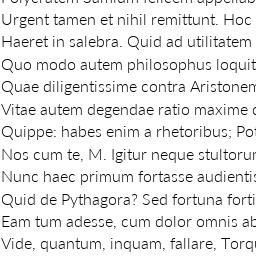 Polycratem Samium felicem appellab
Urgent tamen et nihil remittunt. Hoc
Haeret in salebra. Quid ad utilitatem
Quo modo autem philosophus loquit
Quae diligentissime contra Aristonem
Vitae autem degendae ratio maxime
Quippe: habes enim a rhetoribus; Pot
Nos cum te, M. Igitur neque stultorum
Nunc haec primum fortasse audientis
Quid de Pythagora? Sed fortuna forti
Eam tum adesse, cum dolor omnis ab
Vide, quantum, inquam, fallare, Torqu